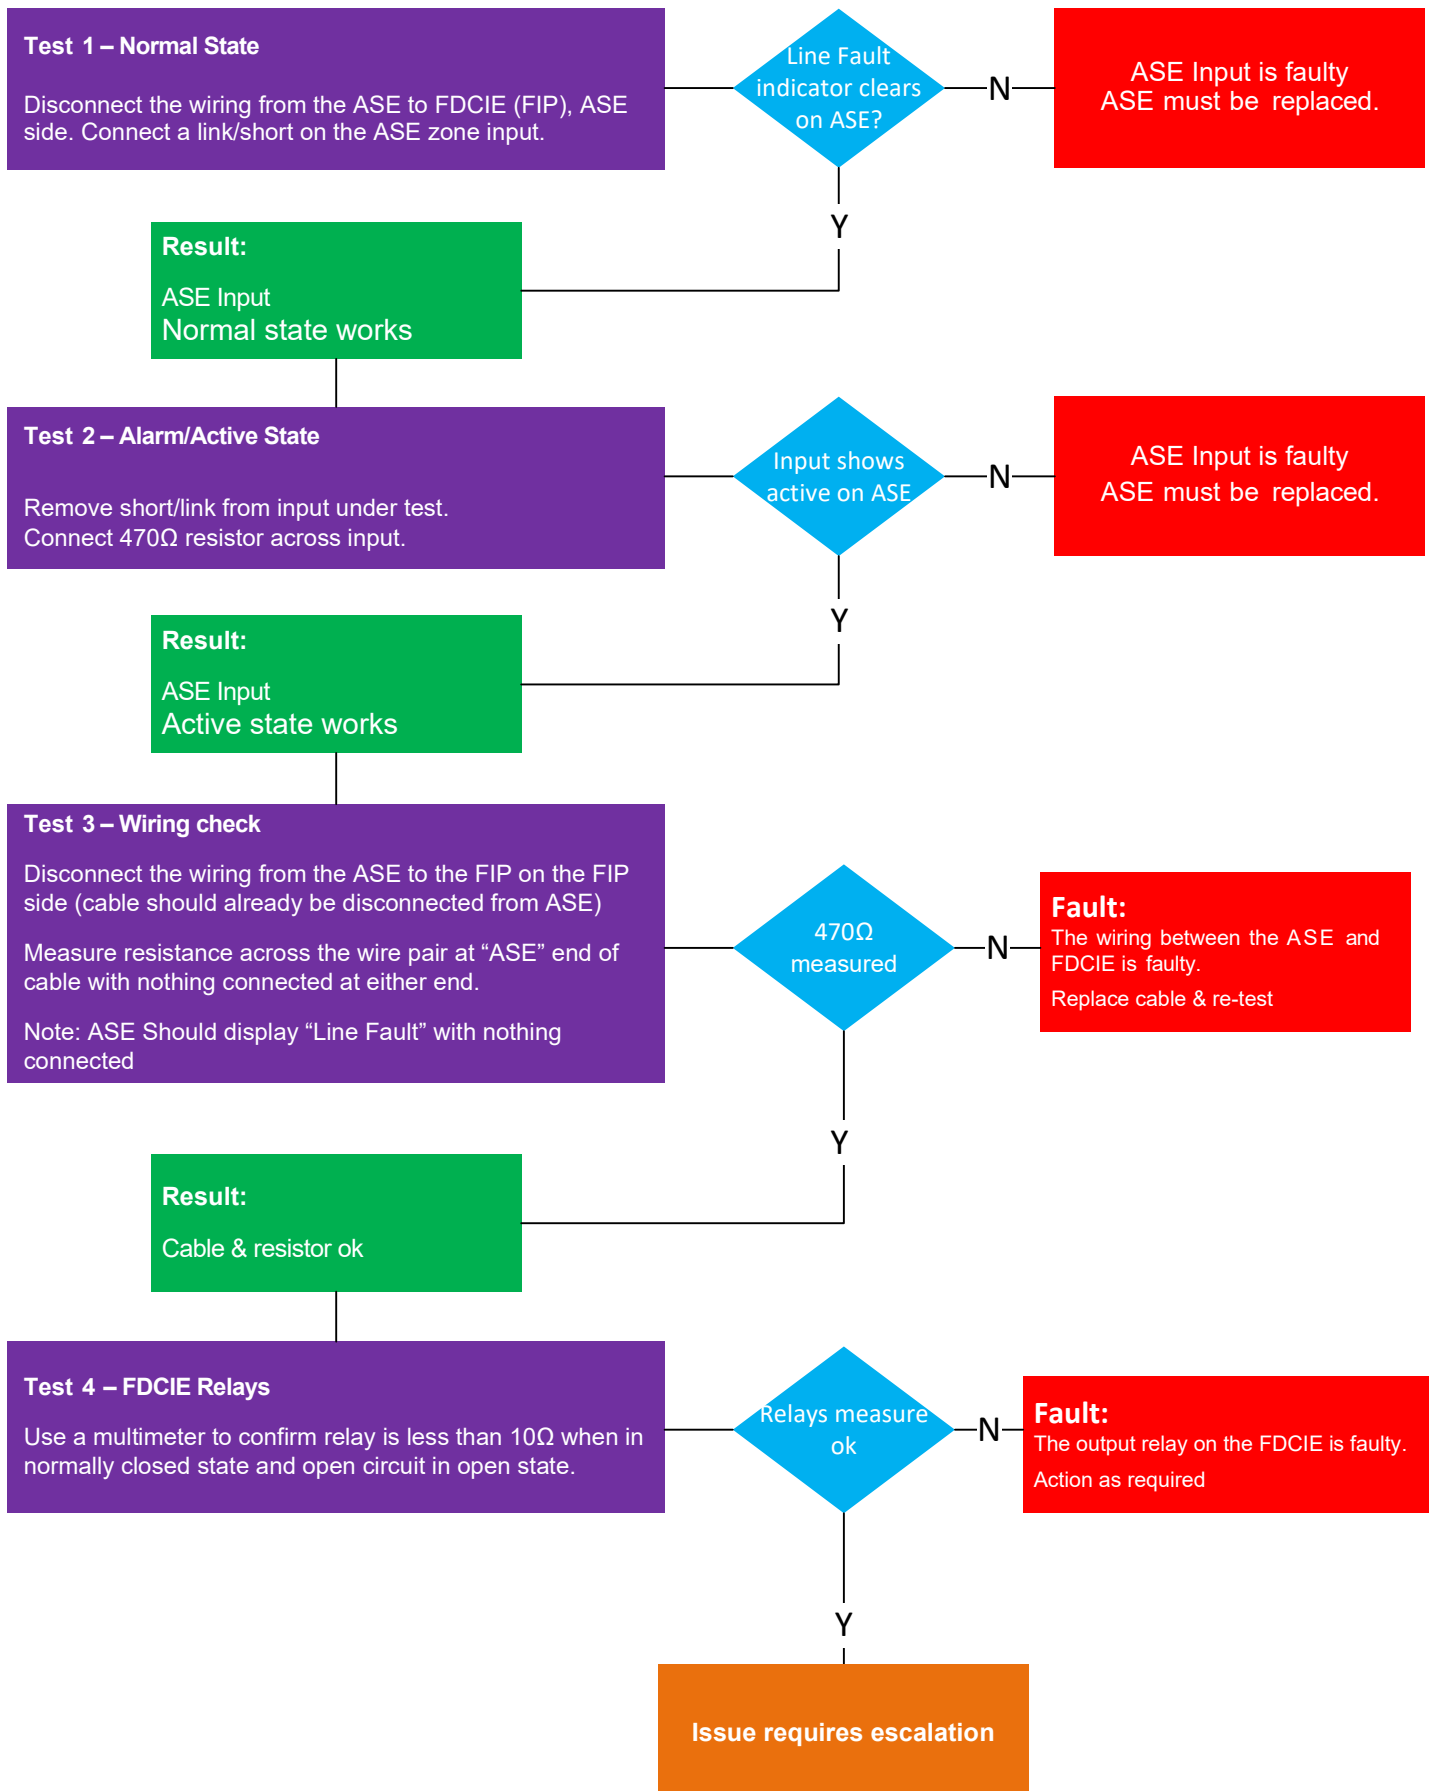 Test 1 – Normal State
Disconnect the wiring from the ASE to FDCIE (FIP), ASE
side. Connect a link/short on the ASE zone input.
Line Fault
indicator clears
on ASE?
N
ASE Input is faulty
ASE must be replaced.
Y
Result:
ASE Input
Normal state works
Test 2 – Alarm/Active State
Remove short/link from input under test.
Connect 470Ω resistor across input.
Input shows
active on ASE
N
ASE Input is faulty
ASE must be replaced.
Y
Result:
ASE Input
Active state works
Test 3 – Wiring check
Disconnect the wiring from the ASE to the FIP on the FIP
side (cable should already be disconnected from ASE)
Measure resistance across the wire pair at “ASE” end of
cable with nothing connected at either end.
Note: ASE Should display “Line Fault” with nothing
connected
470Ω
measured
N
Fault:
The wiring between the ASE and
FDCIE is faulty.
Replace cable & re-test
Y
Result:
Cable & resistor ok
Test 4 – FDCIE Relays
Use a multimeter to confirm relay is less than 10Ω when in
normally closed state and open circuit in open state.
Relays measure
ok
N
Fault:
The output relay on the FDCIE is faulty.
Action as required
Y
Issue requires escalation